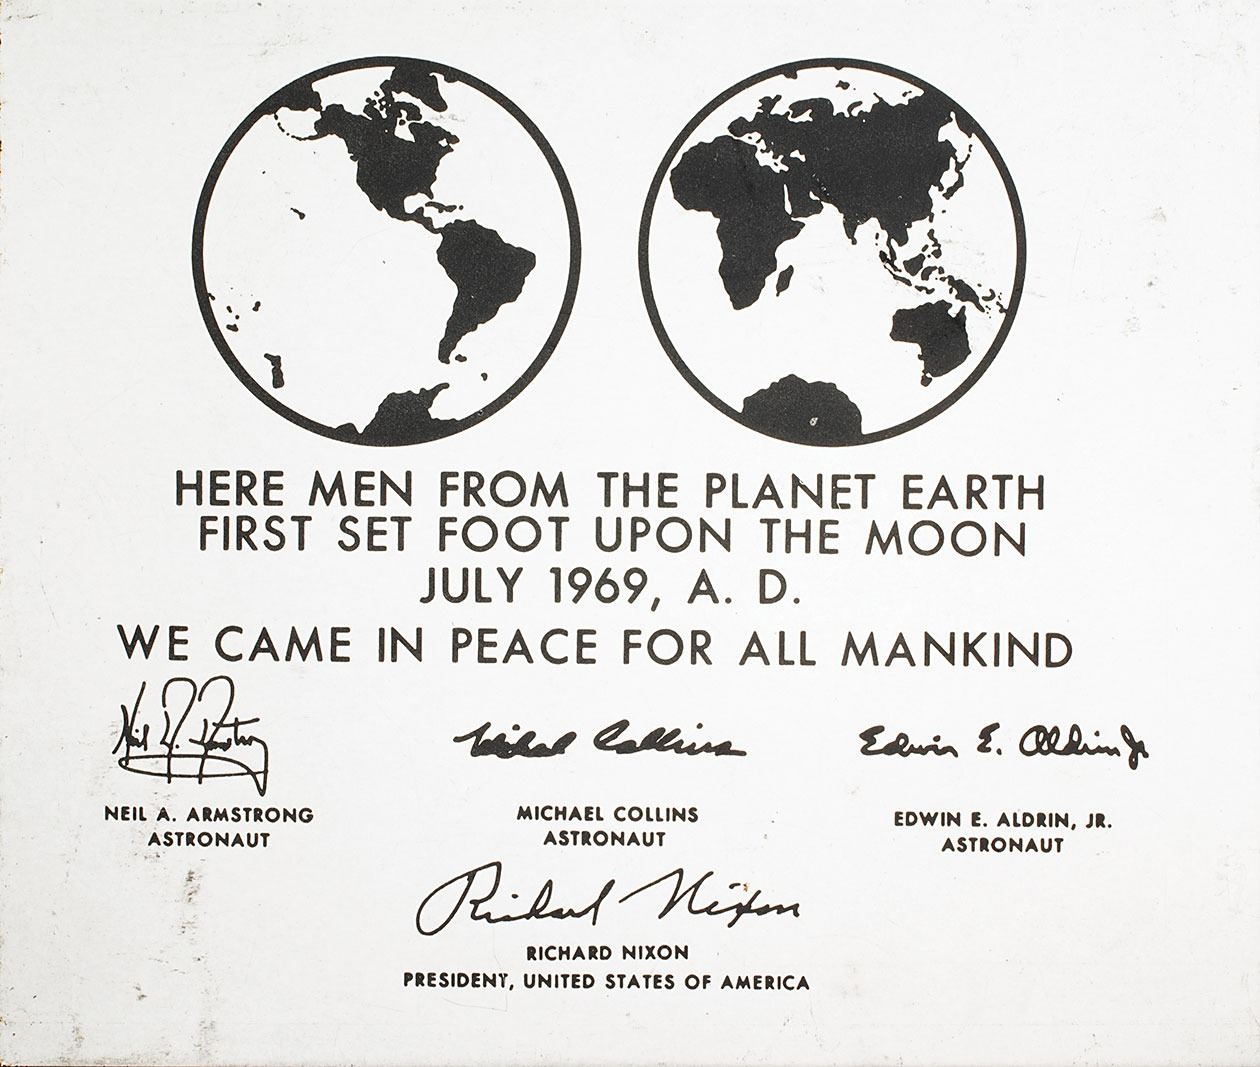 HERE MEN FROM THE PLANET EARTH
FIRST SET FOOT UPON THE MOON
JULY 1969, A. D.
WE CAME IN PEACE FOR ALL MANKIND
Neil A. Armstrong
Michael Collins
Edwin E. Aldrin Jr
NEIL A. ARMSTRONG
ASTRONAUT
MICHAEL COLLINS
ASTRONAUT
EDWIN E. ALDRIN, JR.
ASTRONAUT
Richard Nixon
RICHARD NIXON
PRESIDENT, UNITED STATES OF AMERICA